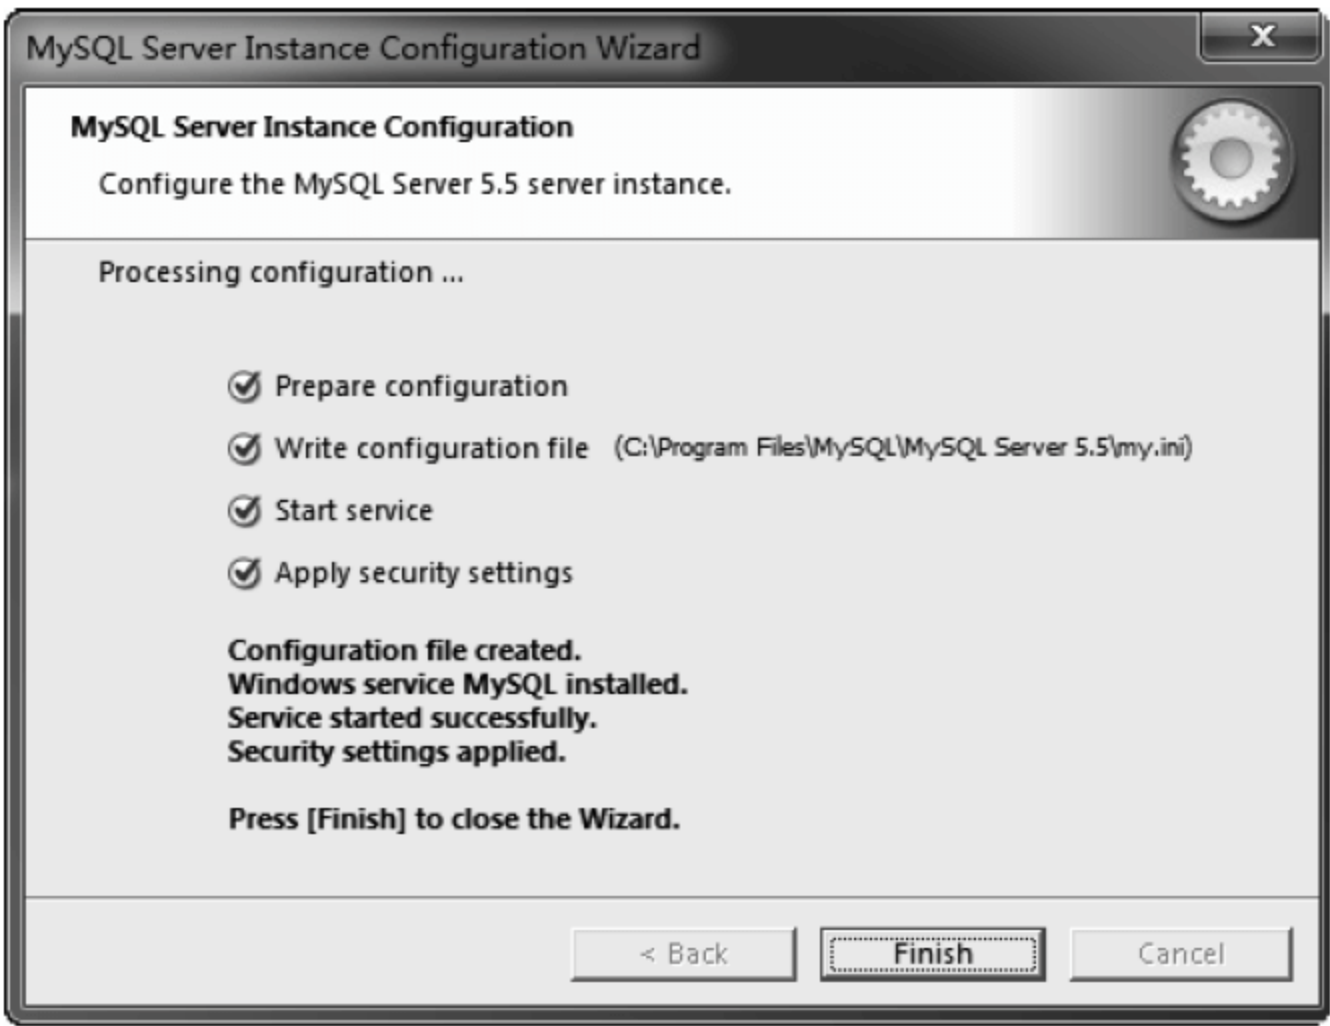 MySQL Server Instance Configuration Wizard
X
MySQL Server Instance Configuration
Configure the MySQL Server 5.5 server instance.
Processing configuration ...
Prepare configuration
Write configuration file (C:\Program Files\MySQL\MySQL Server 5.5\my.ini)
Start service
Apply security settings
Configuration file created.
Windows service MySQL installed.
Service started successfully.
Security settings applied.
Press [Finish] to close the Wizard.
< Back Finish Cancel